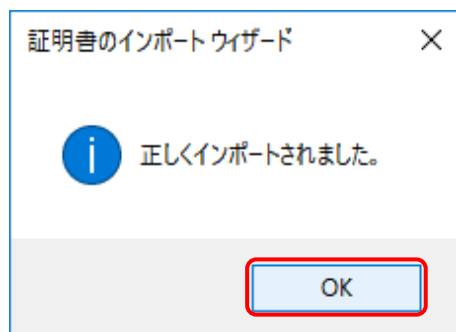 証明書のインポート ウィザード
正しくインポートされました。
OK